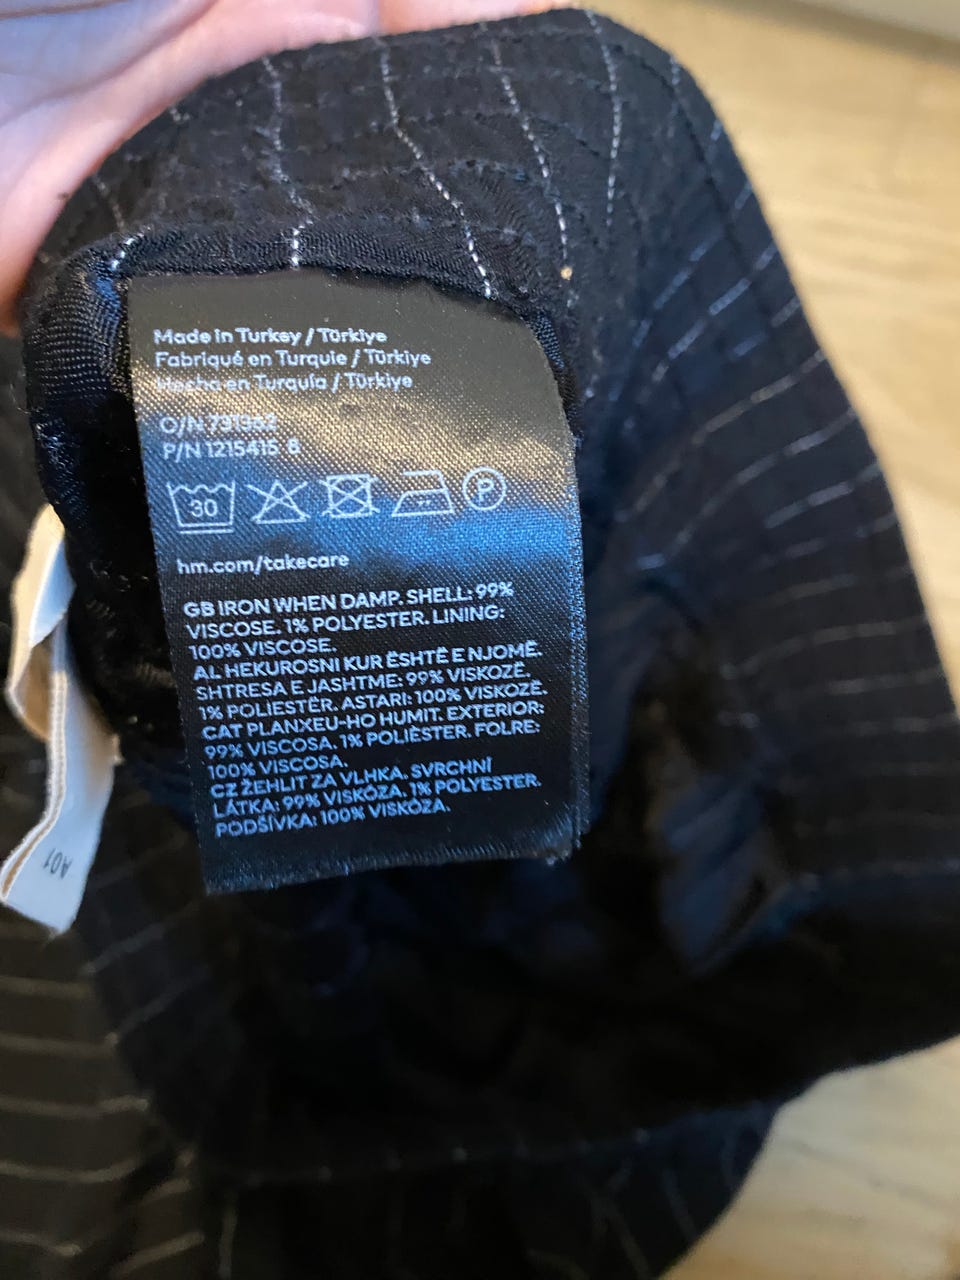 Made in Turkey / Türkiye
Fabriqué en Turquie / Türkiye
Hecho en Turquía / Türkiye
O/N
P/N 1215415 8
30 P
hm.com/takecare
GB IRON WHEN DAMP. SHELL: 99%
VISCOSE. 1% POLYESTER. LINING:
100% VISCOSE.
AL HEKUROSNI KUR ËSHTË E NJOMË.
SHTRESA E JASHTME: 99% VISKOZË.
1% POLIESTËR. ASTARI: 100% VISKOZË.
CAT PLANXEU-HO HUMIT. EXTERIOR:
99% VISCOSA. 1% POLIÈSTER. FOLRE:
100% VISCOSA.
CZ ŽEHLIT ZA VLHKA. SVRCHNÍ
LÁTKA: 99% VISKÓZA. 1% POLYESTER.
PODŠÍVKA: 100% VISKÓZA.
A01